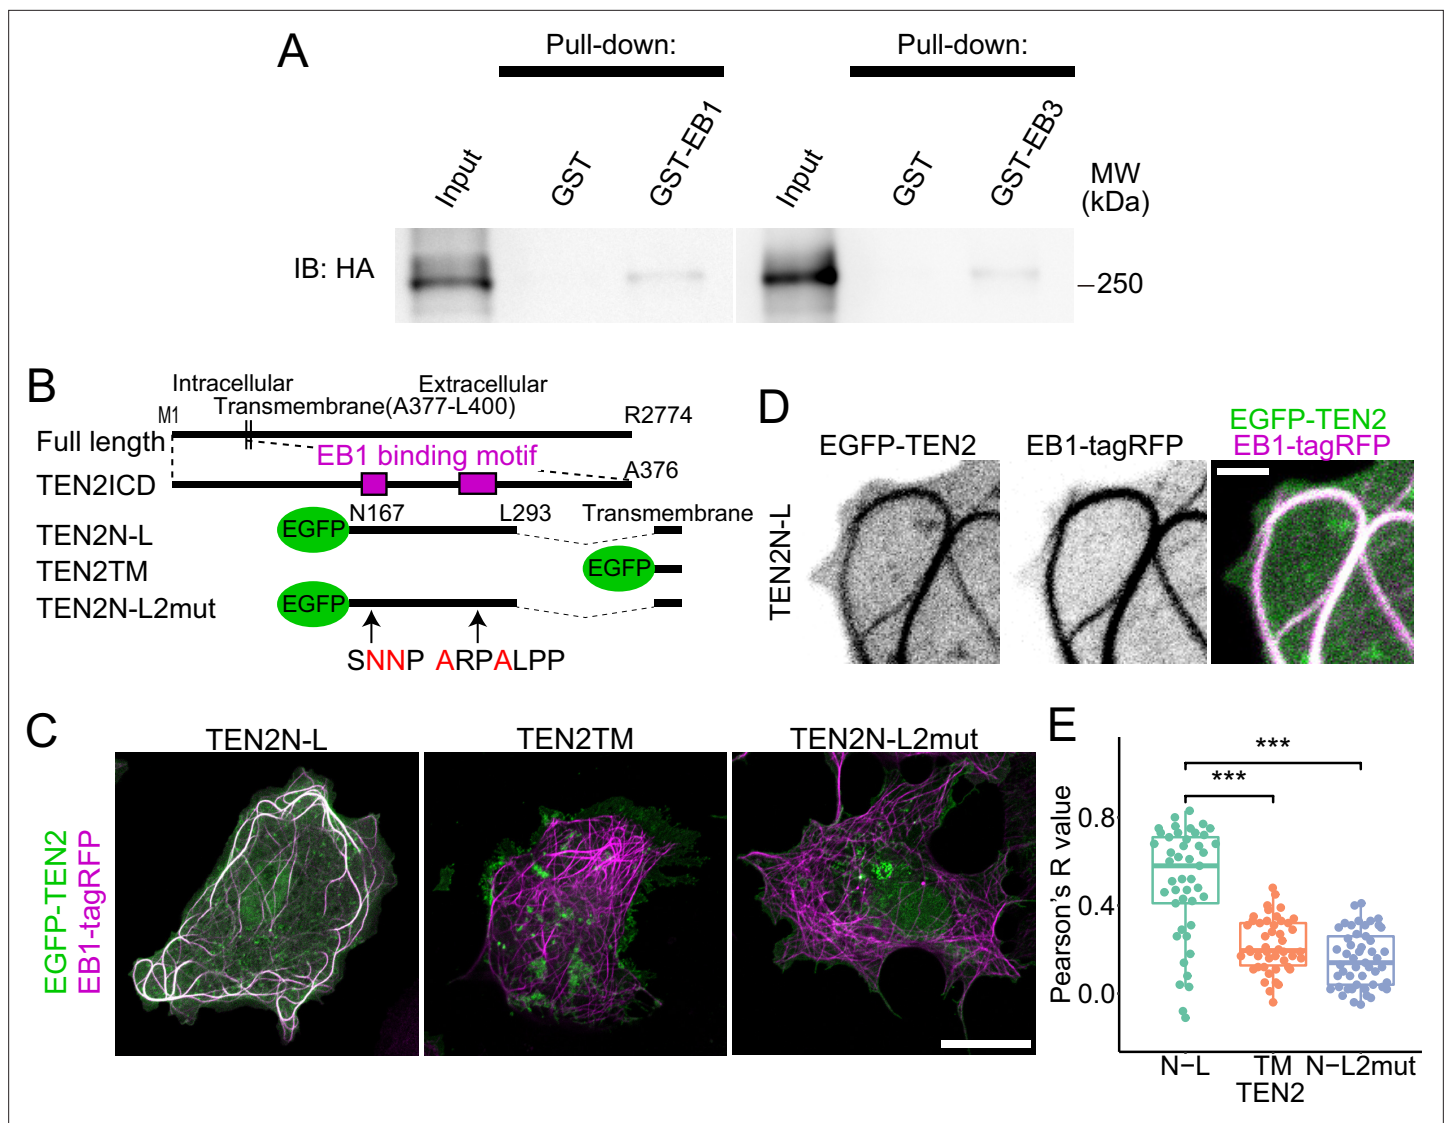 A
Pull-down:
Pull-down:
Input
GST
GST-EB1
Input
GST
GST-EB3
MW
(kDa)
IB: HA
–250
B
Intracellular
Extracellular
M1
Transmembrane(A377-L400)
R2774
Full length
EB1 binding motif
A376
TEN2ICD
N167
L293
Transmembrane
EGFP
TEN2N-L
EGFP
TEN2TM
EGFP
TEN2N-L2mut
SNNP ARPALPP
C
TEN2N-L
TEN2TM
TEN2N-L2mut
EGFP-TEN2
EB1-tagRFP
D
EGFP-TEN2
EB1-tagRFP
EGFP-TEN2
EB1-tagRFP
TEN2N-L
E
***
***
Pearson's R value
0.8
0.4
0.0
N−L
TM
N−L2mut
TEN2